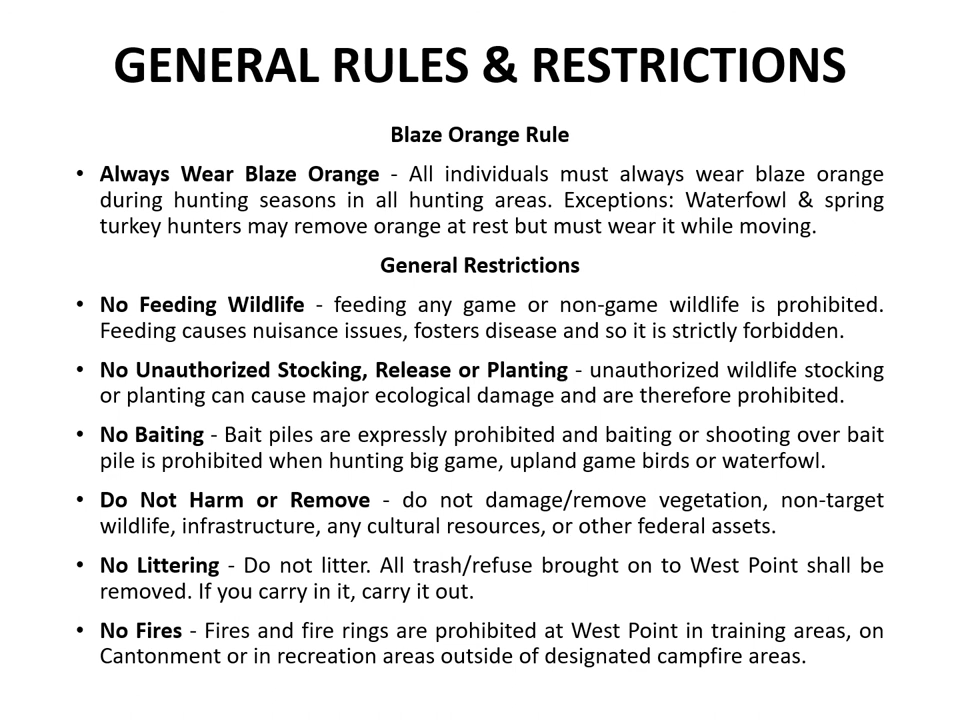 GENERAL RULES & RESTRICTIONS
Blaze Orange Rule
• Always Wear Blaze Orange - All individuals must always wear blaze orange
during hunting seasons in all hunting areas. Exceptions: Waterfowl & spring
turkey hunters may remove orange at rest but must wear it while moving.
General Restrictions
• No Feeding Wildlife - feeding any game or non-game wildlife is prohibited.
Feeding causes nuisance issues, fosters disease and so it is strictly forbidden.
• No Unauthorized Stocking, Release or Planting - unauthorized wildlife stocking
or planting can cause major ecological damage and are therefore prohibited.
• No Baiting - Bait piles are expressly prohibited and baiting or shooting over bait
pile is prohibited when hunting big game, upland game birds or waterfowl.
• Do Not Harm or Remove - do not damage/remove vegetation, non-target
wildlife, infrastructure, any cultural resources, or other federal assets.
• No Littering - Do not litter. All trash/refuse brought on to West Point shall be
removed. If you carry in it, carry it out.
• No Fires - Fires and fire rings are prohibited at West Point in training areas, on
Cantonment or in recreation areas outside of designated campfire areas.